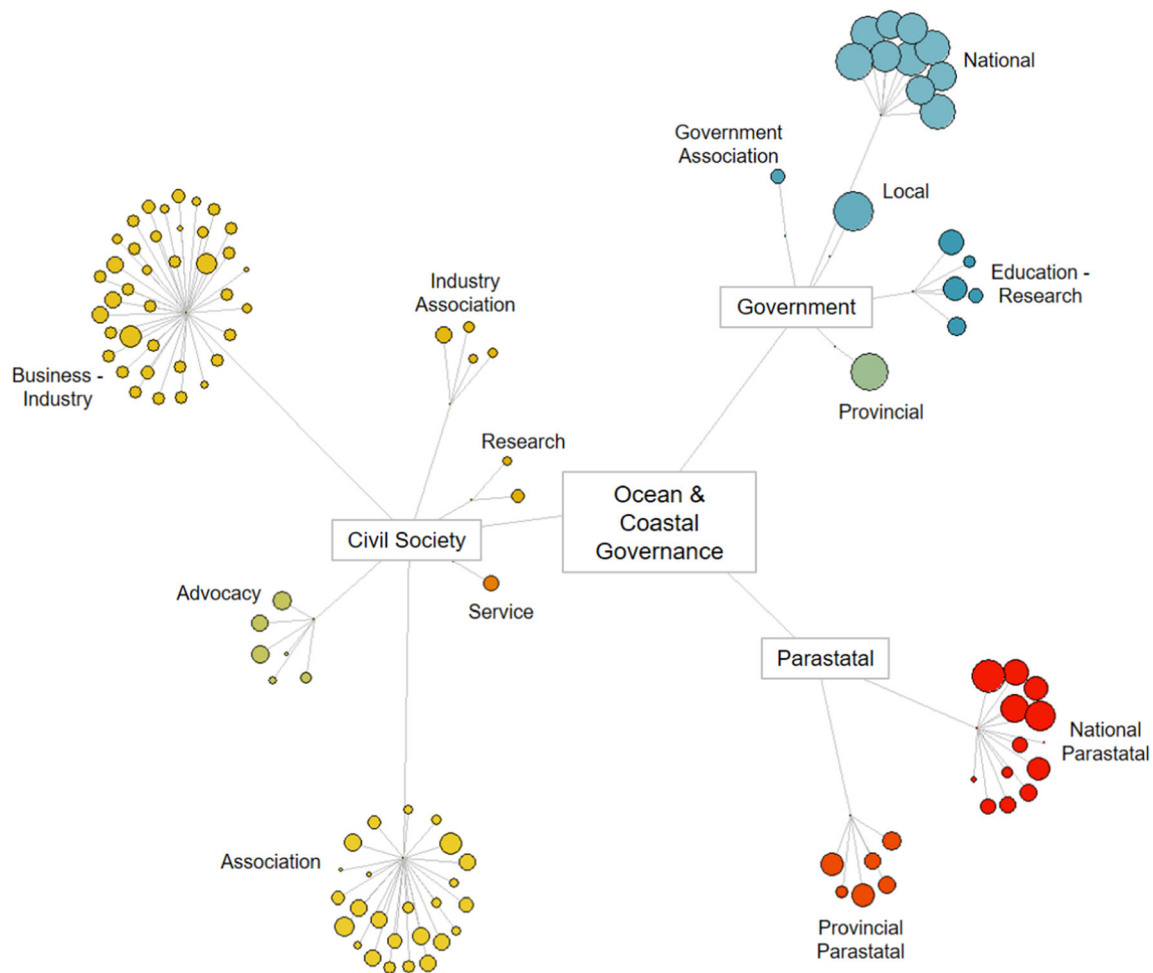 National
Government
Association
Local
Education -
Research
Government
Industry
Association
Business -
Industry
Provincial
Research
Ocean &
Coastal
Governance
Civil Society
Advocacy
Service
Parastatal
National
Parastatal
Association
Provincial
Parastatal